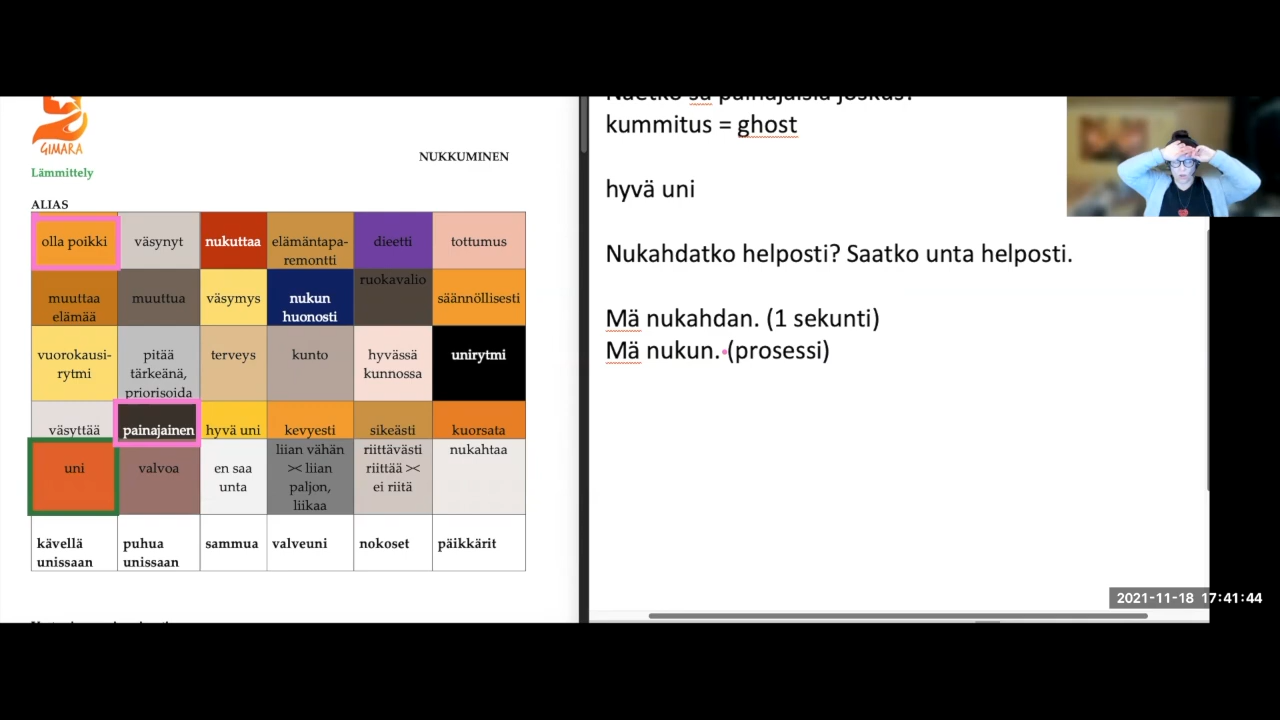 GIMARA
NUKKUMINEN
Lämmittely
ALIAS
olla poikki
väsynyt
nukuttaa
elämäntapa-
remontti
dieetti
tottumus
muuttaa
elämää
muuttua
väsymys
nukun
huonosti
ruokavalio
säännöllisesti
vuorokausi-
rytmi
pitää
tärkeänä,
priorisoida
terveys
kunto
hyvässä
kunnossa
unirytmi
väsyttää
painajainen
hyvä uni
kevyesti
sikeästi
kuorsata
uni
valvoa
en saa
unta
liian vähän
>< liian
paljon,
liikaa
riittävästi
riittää ><
ei riitä
nukahtaa
kävellä
unissaan
puhua
unissaan
sammua
valveuni
nokoset
päikkärit
Näetkö sä painajaisia joskus?
kummitus = ghost
hyvä uni
Nukahdatko helposti? Saatko unta helposti.
Mä nukahdan. (1 sekunti)
Mä nukun. (prosessi)
2021-11-18 17:41:44